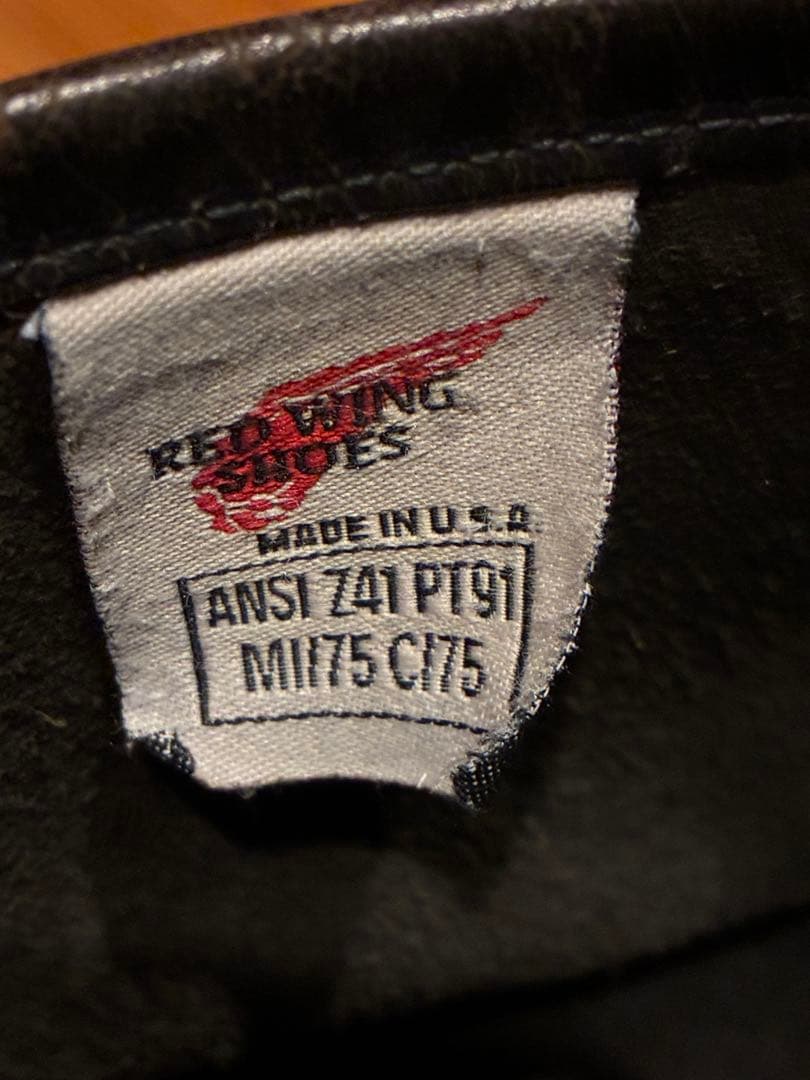 RED WING
SHOES
MADE IN U.S.A.
ANSI Z41 PT91
MI/75 C/75